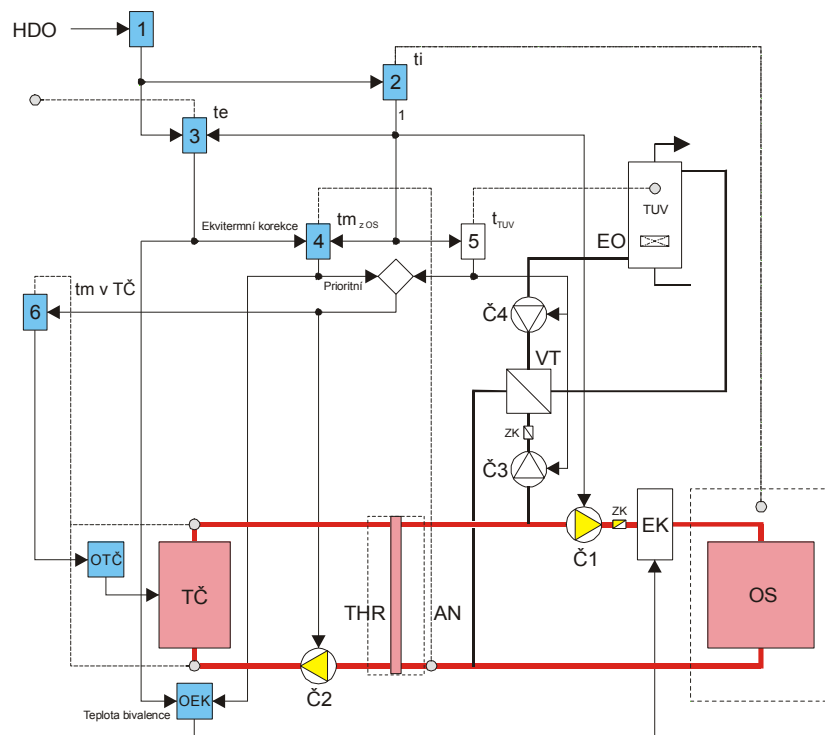 HDO
1
ti
2
1
te
3
Ekvitermní korekce
tm z OS
4
t TUV
5
TUV
EO
Prioritní
tm v TČ
6
Č4
VT
ZK
Č3
ZK
EK
Č1
OTČ
TČ
THR
AN
OS
Č2
OEK
Teplota bivalence